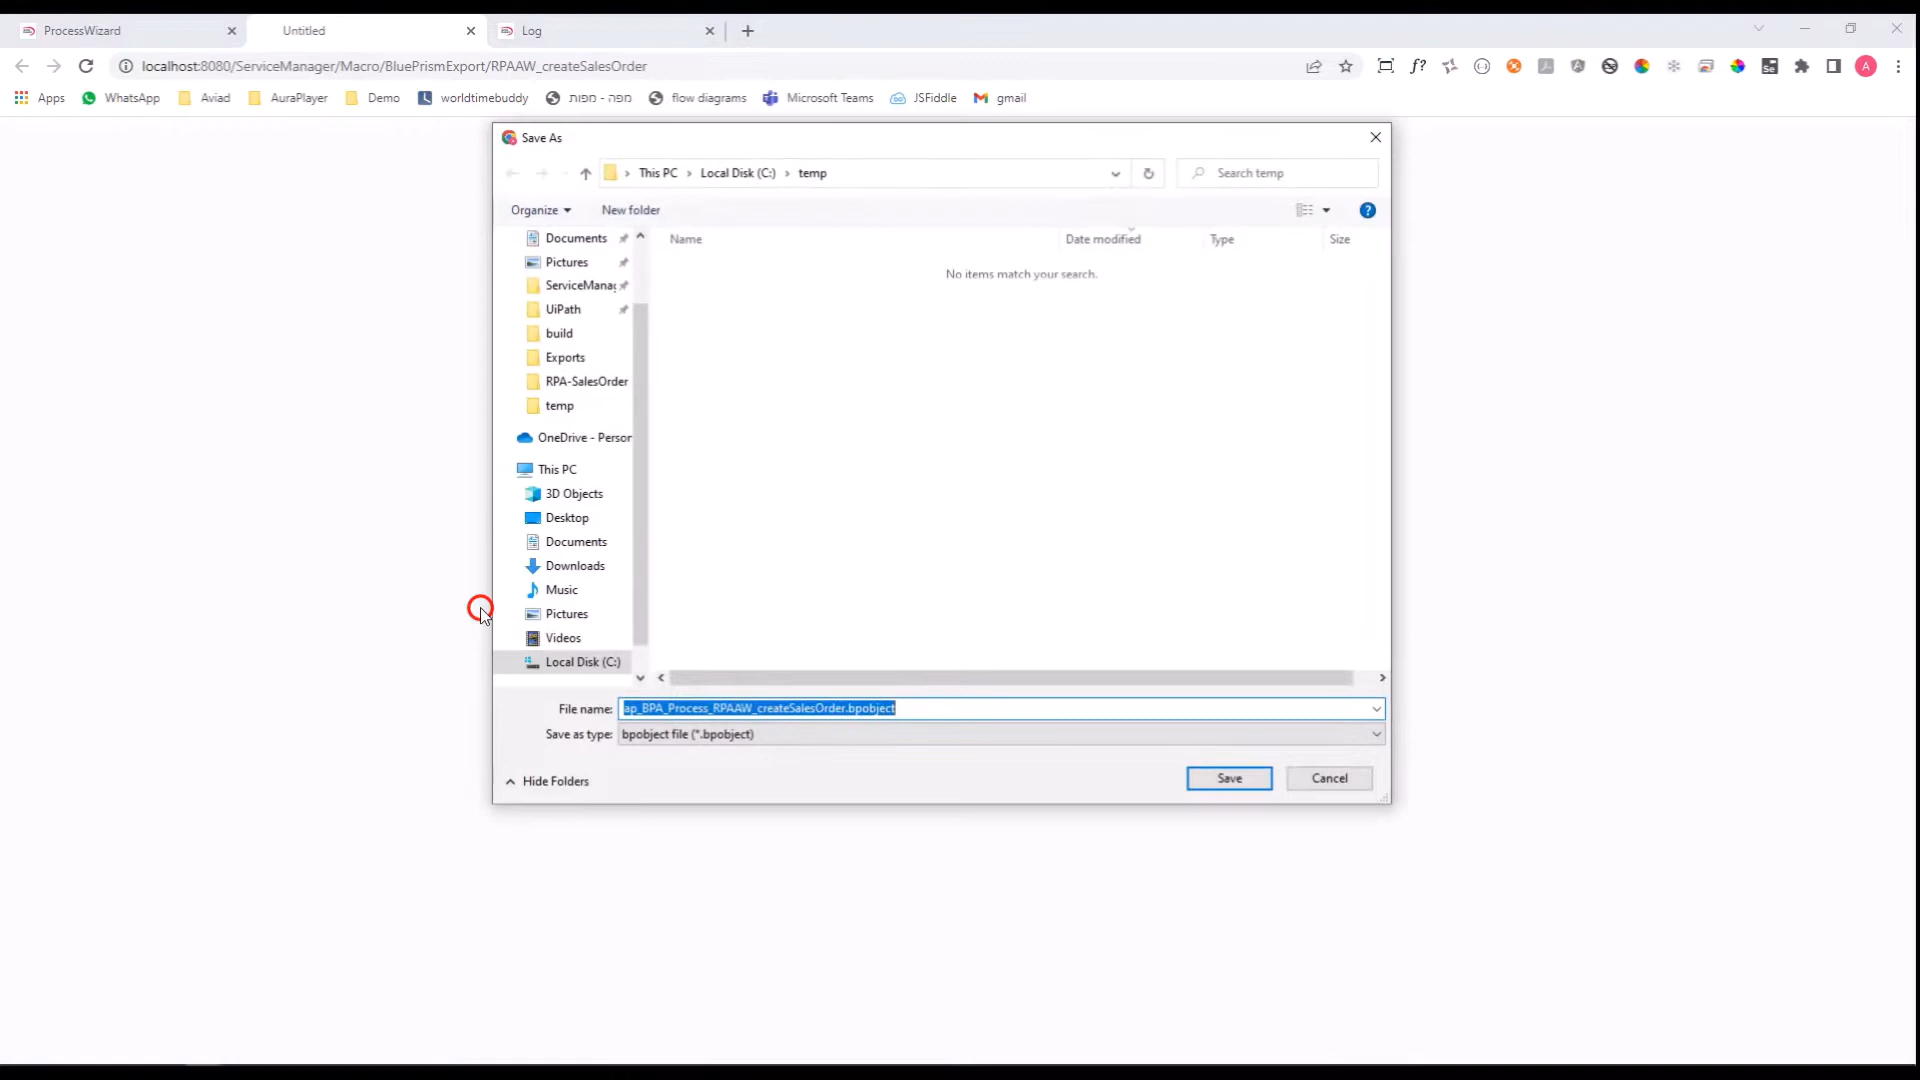 ProcessWizard
Untitled
Log
localhost:8080/ServiceManager/Macro/BluePrismExport/RPAAW_createSalesOrder
f?
A
Apps
WhatsApp
Aviad
AuraPlayer
Demo
worldtimebuddy
מפה - מפות
flow diagrams
Microsoft Teams
JSFiddle
gmail
Save As
This PC
Local Disk (C:)
temp
Search temp
Organize
New folder
Name
Date modified
Type
Size
No items match your search.
Documents
Pictures
ServiceManag
UiPath
build
Exports
RPA-SalesOrder
temp
OneDrive - Person
This PC
3D Objects
Desktop
Documents
Downloads
Music
Pictures
Videos
Local Disk (C:)
File name: ap_BPA_Process_RPAAW_createSalesOrder.bpobject
Save as type: bpobject file (*.bpobject)
Hide Folders
Save
Cancel